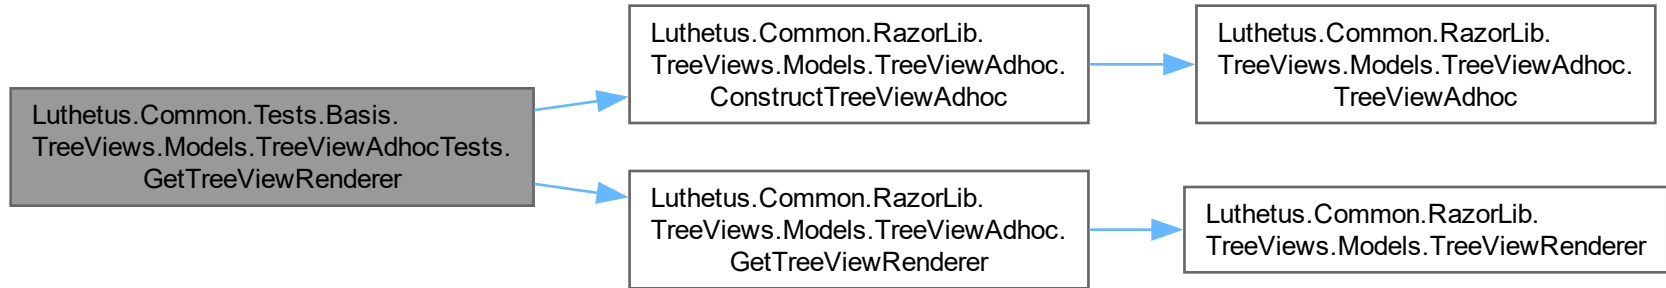 Luthetus.Common.Tests.Basis.
TreeViews.Models.TreeViewAdhocTests.
GetTreeViewRenderer
Luthetus.Common.RazorLib.
TreeViews.Models.TreeViewAdhoc.
ConstructTreeViewAdhoc
Luthetus.Common.RazorLib.
TreeViews.Models.TreeViewAdhoc.
TreeViewAdhoc
Luthetus.Common.RazorLib.
TreeViews.Models.TreeViewAdhoc.
GetTreeViewRenderer
Luthetus.Common.RazorLib.
TreeViews.Models.TreeViewRenderer